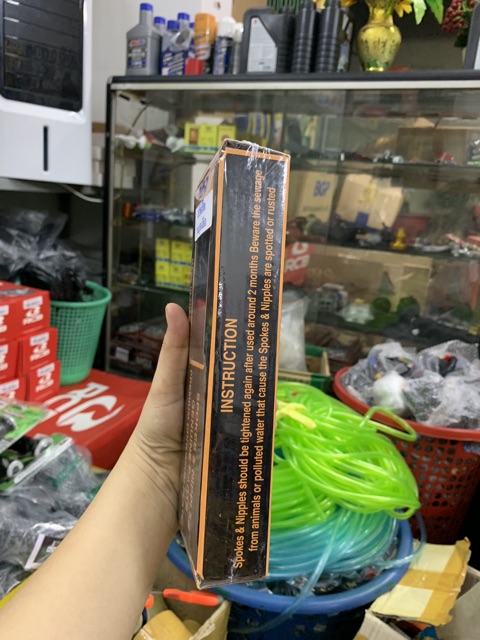 INSTRUCTION
Spokes & Nipples should be tightened again after used around 2 months Beware the sewage
from animals or polluted water that cause the Spokes & Nipples are spotted or rusted